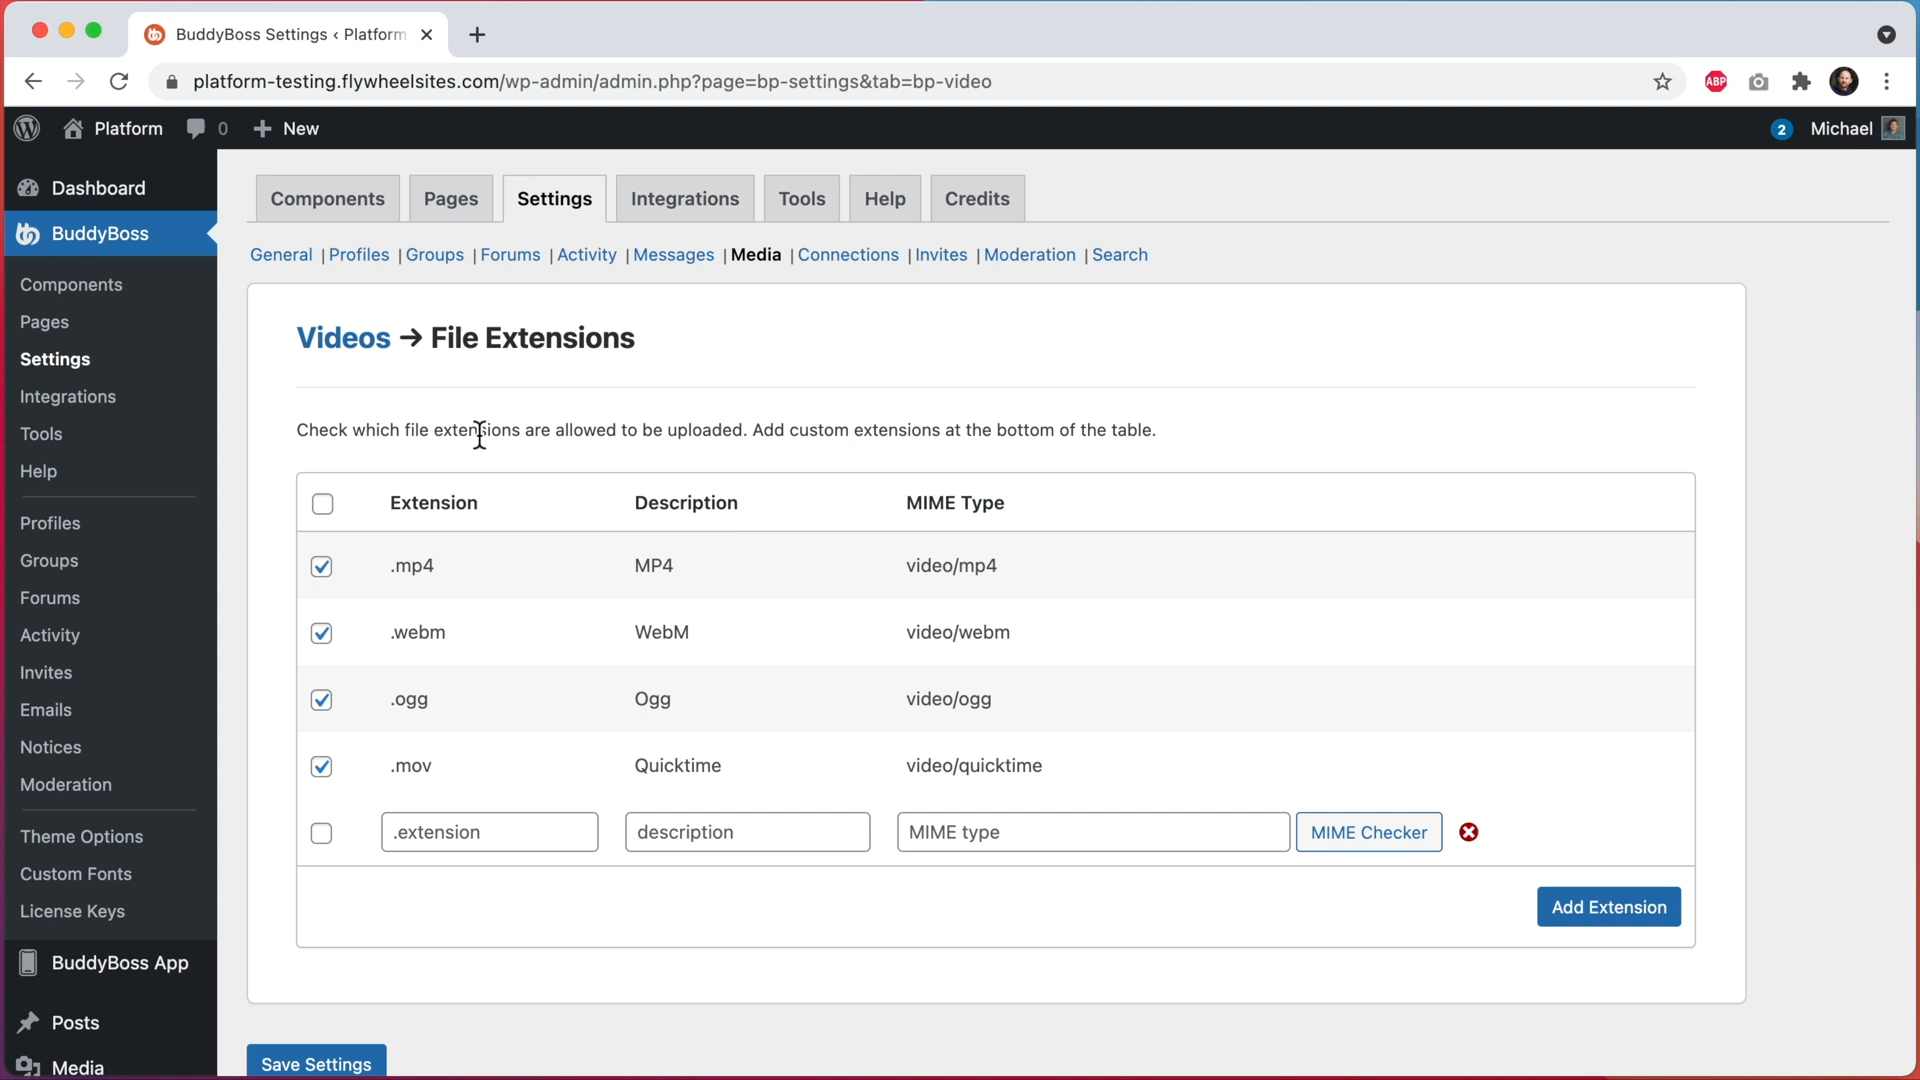 BuddyBoss Settings ‹ Platform
platform-testing.flywheelsites.com/wp-admin/admin.php?page=bp-settings&tab=bp-video
ABP
Platform 0 New 2 Michael
Dashboard
BuddyBoss
Components
Pages
Settings
Integrations
Tools
Help
Profiles
Groups
Forums
Activity
Invites
Emails
Notices
Moderation
Theme Options
Custom Fonts
License Keys
BuddyBoss App
Posts
Media
Components Pages Settings Integrations Tools Help Credits
General | Profiles | Groups | Forums | Activity | Messages | Media | Connections | Invites | Moderation | Search
Videos → File Extensions
Check which file extensions are allowed to be uploaded. Add custom extensions at the bottom of the table.
Extension Description MIME Type
.mp4 MP4 video/mp4
.webm WebM video/webm
.ogg Ogg video/ogg
.mov Quicktime video/quicktime
.extension description MIME type MIME Checker
Add Extension
Save Settings